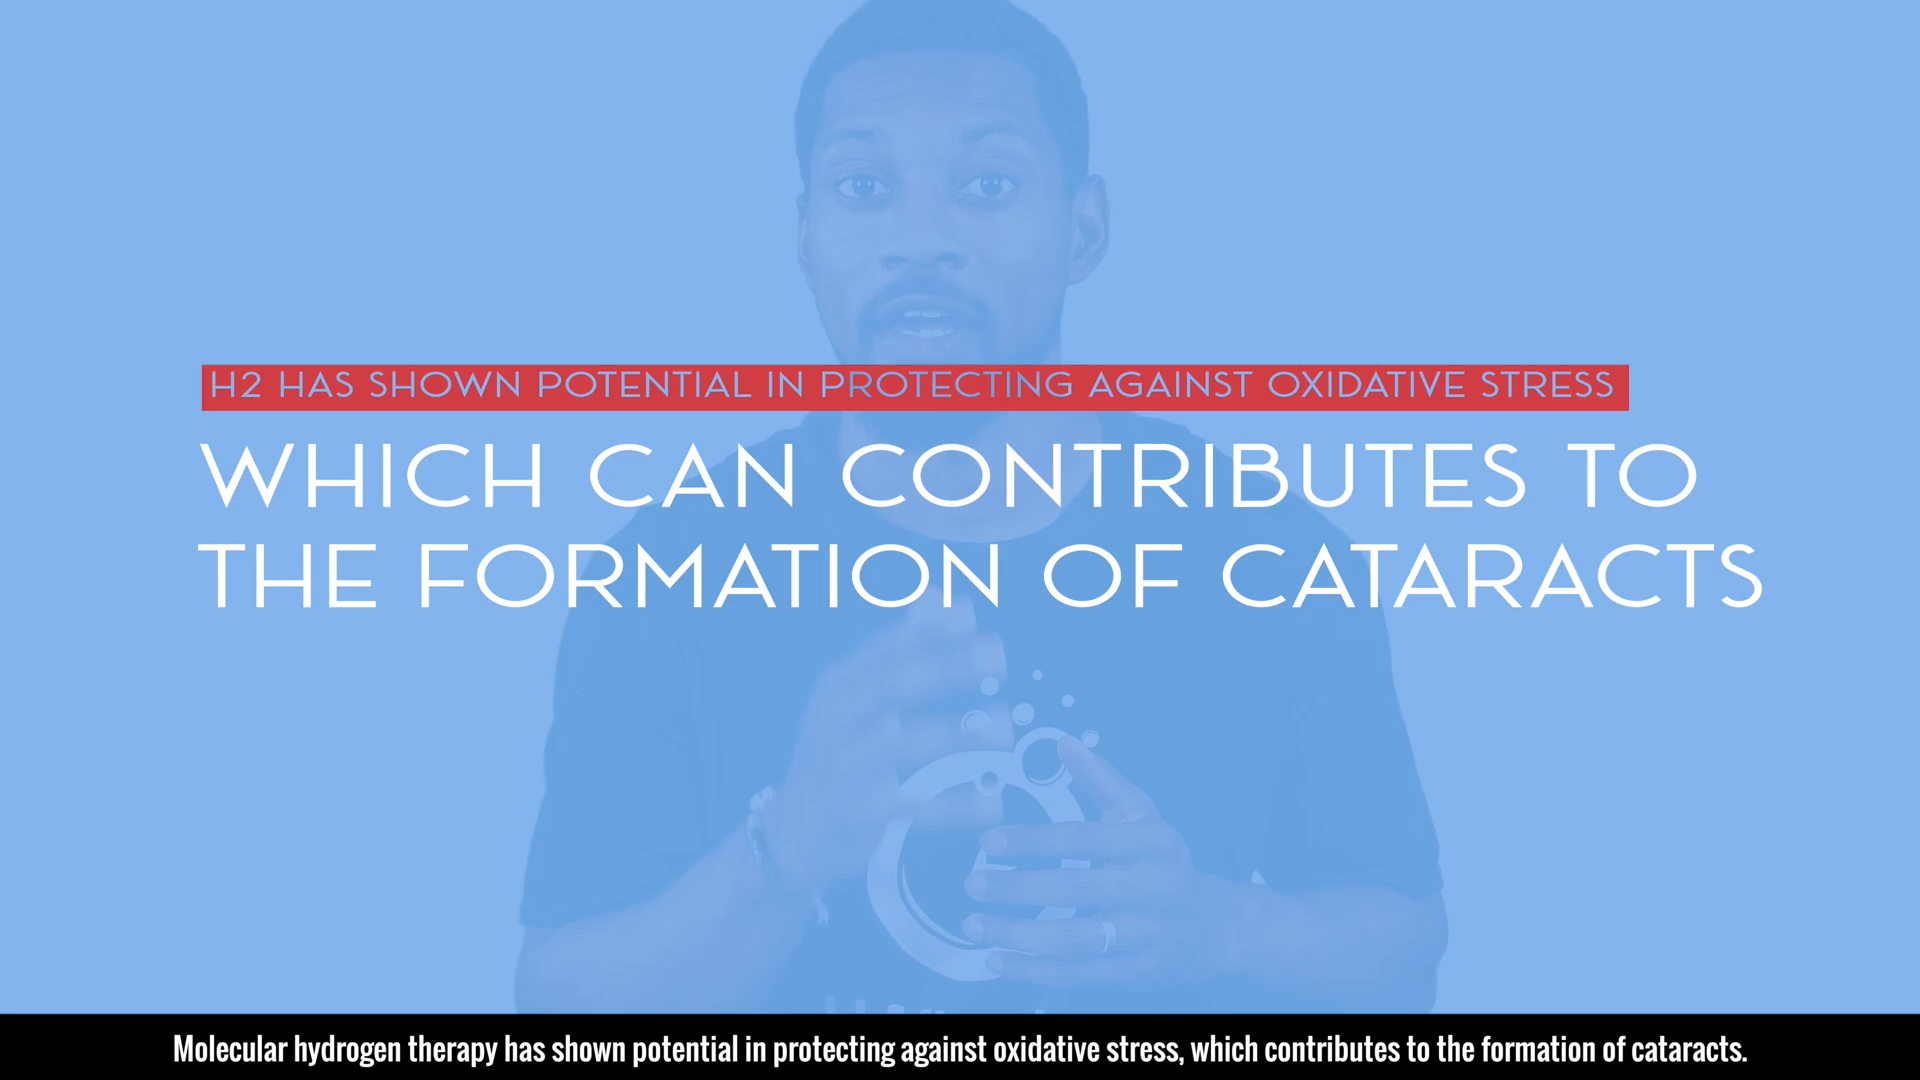 H2 HAS SHOWN POTENTIAL IN PROTECTING AGAINST OXIDATIVE STRESS
WHICH CAN CONTRIBUTES TO
THE FORMATION OF CATARACTS
Molecular hydrogen therapy has shown potential in protecting against oxidative stress, which contributes to the formation of cataracts.